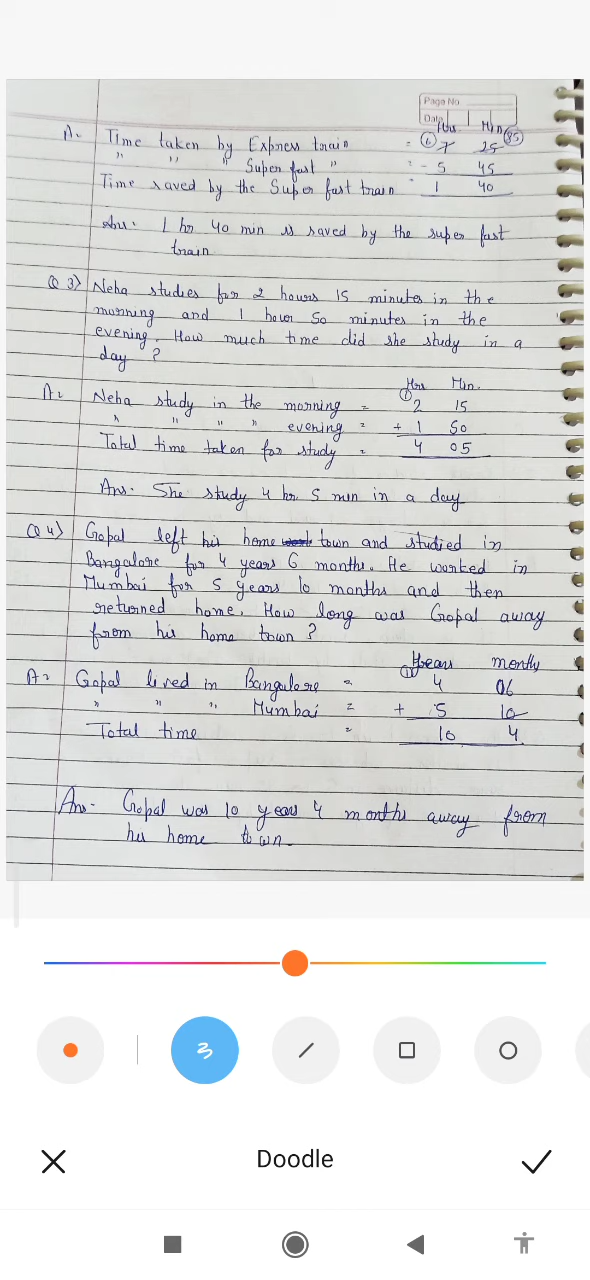 Page No
Date
Hrs Min
A. Time taken by Express train = ⑥ 7 25 (85)
" " " Super fast " = - 5 45
Time saved by the Super fast train = 1 40
Ans. 1 hr 40 min is saved by the super fast
train.
Q 3) Neha studies for 2 hours 15 minutes in the
morning and 1 hour 50 minutes in the
evening. How much time did she study in a
day ?
Hrs Min.
①
A= Neha study in the morning = 2 15
" " " " evening = + 1 50
Total time taken for study = 4 05
Ans. She study 4 hr. 5 min in a day
Q 4) Gopal left his home town and studied in
Bangalore for 4 years 6 months. He worked in
Mumbai for 5 years 10 months and then
returned home. How long was Gopal away
from his home town ?
Years months
①
A= Gopal lived in Bangalore = 4 06
" " " Mumbai = + 5 10
Total time = 10 4
Ans- Gopal was 10 years 4 months away from
his home town.
Doodle